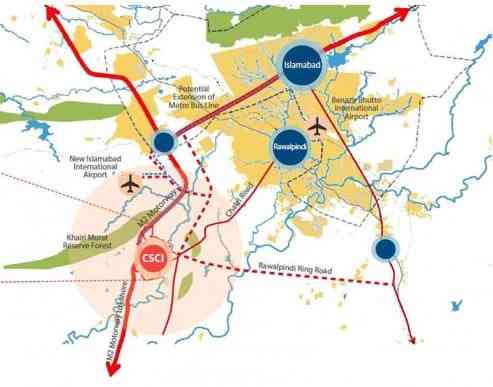 Islamabad
Potential
Extension of
Metro Bus Line
Benazir Bhutto
International
Airport
Rawalpindi
New Islamabad
International
Airport
M2 Motorway
Chakri Road
Khairi Murat
Reserve Forest
CSCI
Rawalpindi Ring Road
M2 Motorway to Lahore